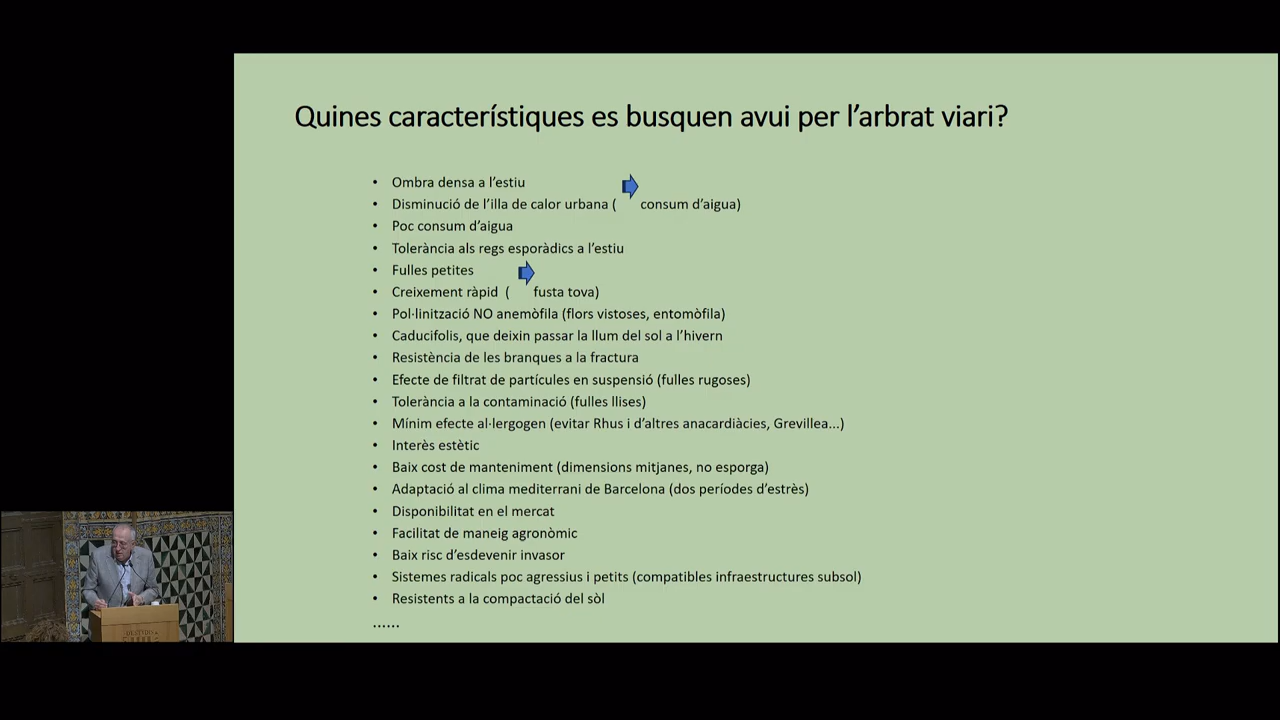 Quines característiques es busquen avui per l'arbrat viari?
• Ombra densa a l'estiu
• Disminució de l'illa de calor urbana ( consum d'aigua)
• Poc consum d'aigua
• Tolerància als regs esporàdics a l'estiu
• Fulles petites
• Creixement ràpid ( fusta tova)
• Pol·linització NO anemòfila (flors vistoses, entomòfila)
• Caducifolis, que deixin passar la llum del sol a l'hivern
• Resistència de les branques a la fractura
• Efecte de filtrat de partícules en suspensió (fulles rugoses)
• Tolerància a la contaminació (fulles llises)
• Mínim efecte al·lergogen (evitar Rhus i d'altres anacardiàcies, Grevillea...)
• Interès estètic
• Baix cost de manteniment (dimensions mitjanes, no esporga)
• Adaptació al clima mediterrani de Barcelona (dos períodes d'estrès)
• Disponibilitat en el mercat
• Facilitat de maneig agronòmic
• Baix risc d'esdevenir invasor
• Sistemes radicals poc agressius i petits (compatibles infraestructures subsol)
• Resistents a la compactació del sòl
......